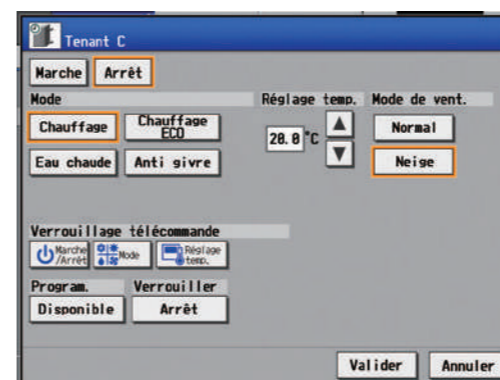 Tenant C
Marche Arrêt
Mode Réglage temp. Mode de vent.
Chauffage Chauffage ECO 20.0 °C Normal
Eau chaude Anti givre Neige
Verrouillage télécommande
Marche /Arrêt Mode Réglage temp.
Program. Verrouiller
Disponible Arrêt
Valider Annuler